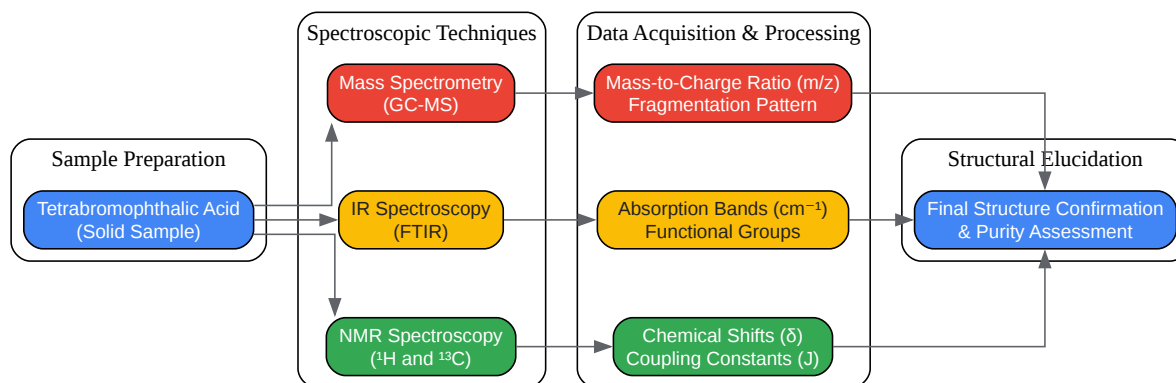 Spectroscopic Techniques
Data Acquisition & Processing
Mass Spectrometry
(GC-MS)
Mass-to-Charge Ratio (m/z)
Fragmentation Pattern
Sample Preparation
Structural Elucidation
Tetrabromophthalic Acid
(Solid Sample)
IR Spectroscopy
(FTIR)
Absorption Bands (cm⁻¹)
Functional Groups
Final Structure Confirmation
& Purity Assessment
NMR Spectroscopy
(¹H and ¹³C)
Chemical Shifts (δ)
Coupling Constants (J)